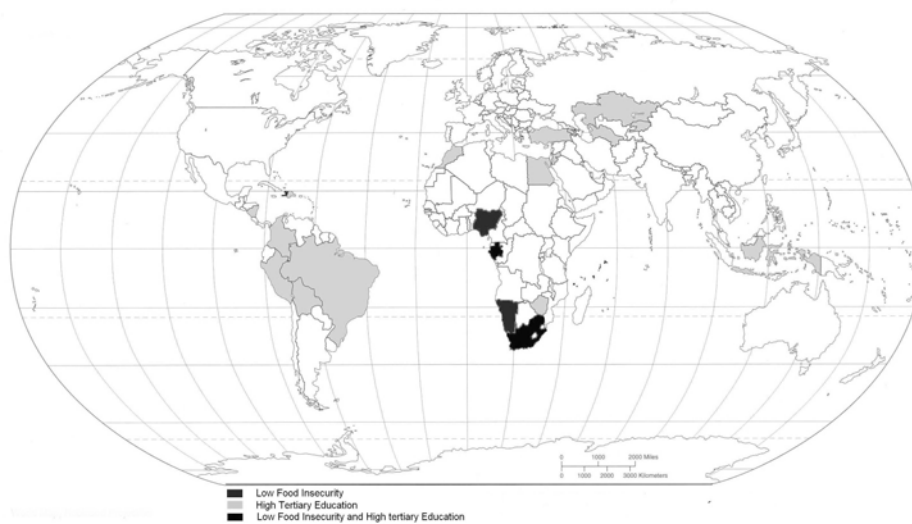 0 1000 2000 Miles
0 1000 2000 3000 Kilometers
Low Food Insecurity
High Tertiary Education
Low Food Insecurity and High tertiary Education